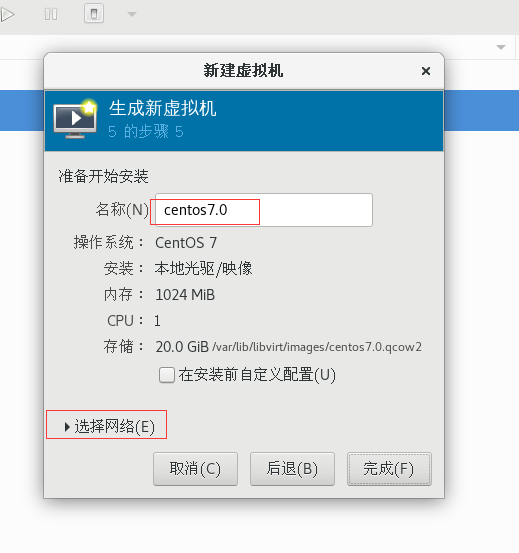 新建虚拟机 ×
生成新虚拟机
5 的步骤 5
准备开始安装
名称(N) centos7.0
操作系统： CentOS 7
安装： 本地光驱/映像
内存： 1024 MiB
CPU： 1
存储： 20.0 GiB /var/lib/libvirt/images/centos7.0.qcow2
在安装前自定义配置(U)
选择网络(E)
取消(C) 后退(B) 完成(F)